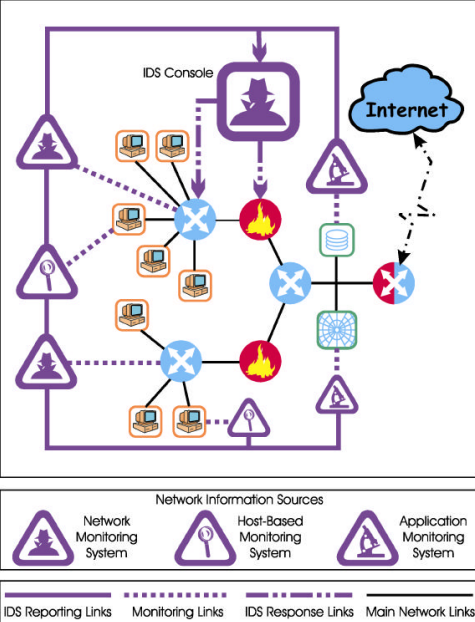 IDS Console
Internet
Network Information Sources
Network
Monitoring
System
Host-Based
Monitoring
System
Application
Monitoring
System
IDS Reporting Links
Monitoring Links
IDS Response Links
Main Network Links